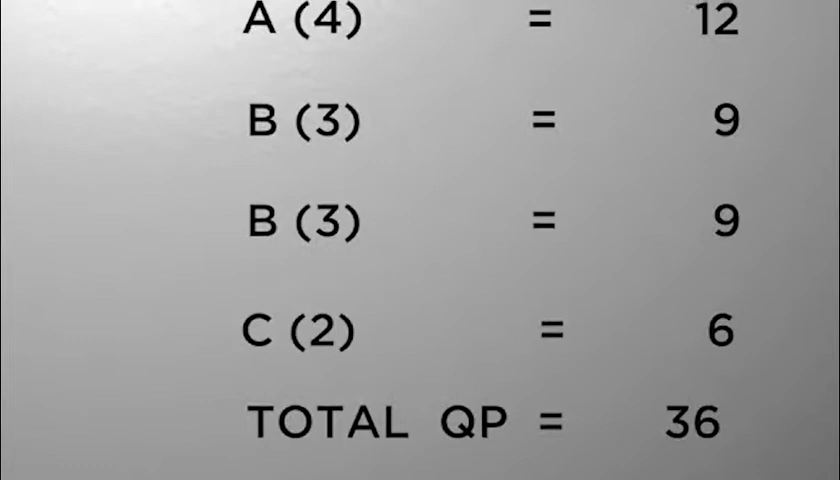 A (4) = 12
B (3) = 9
B (3) = 9
C (2) = 6
TOTAL QP = 36